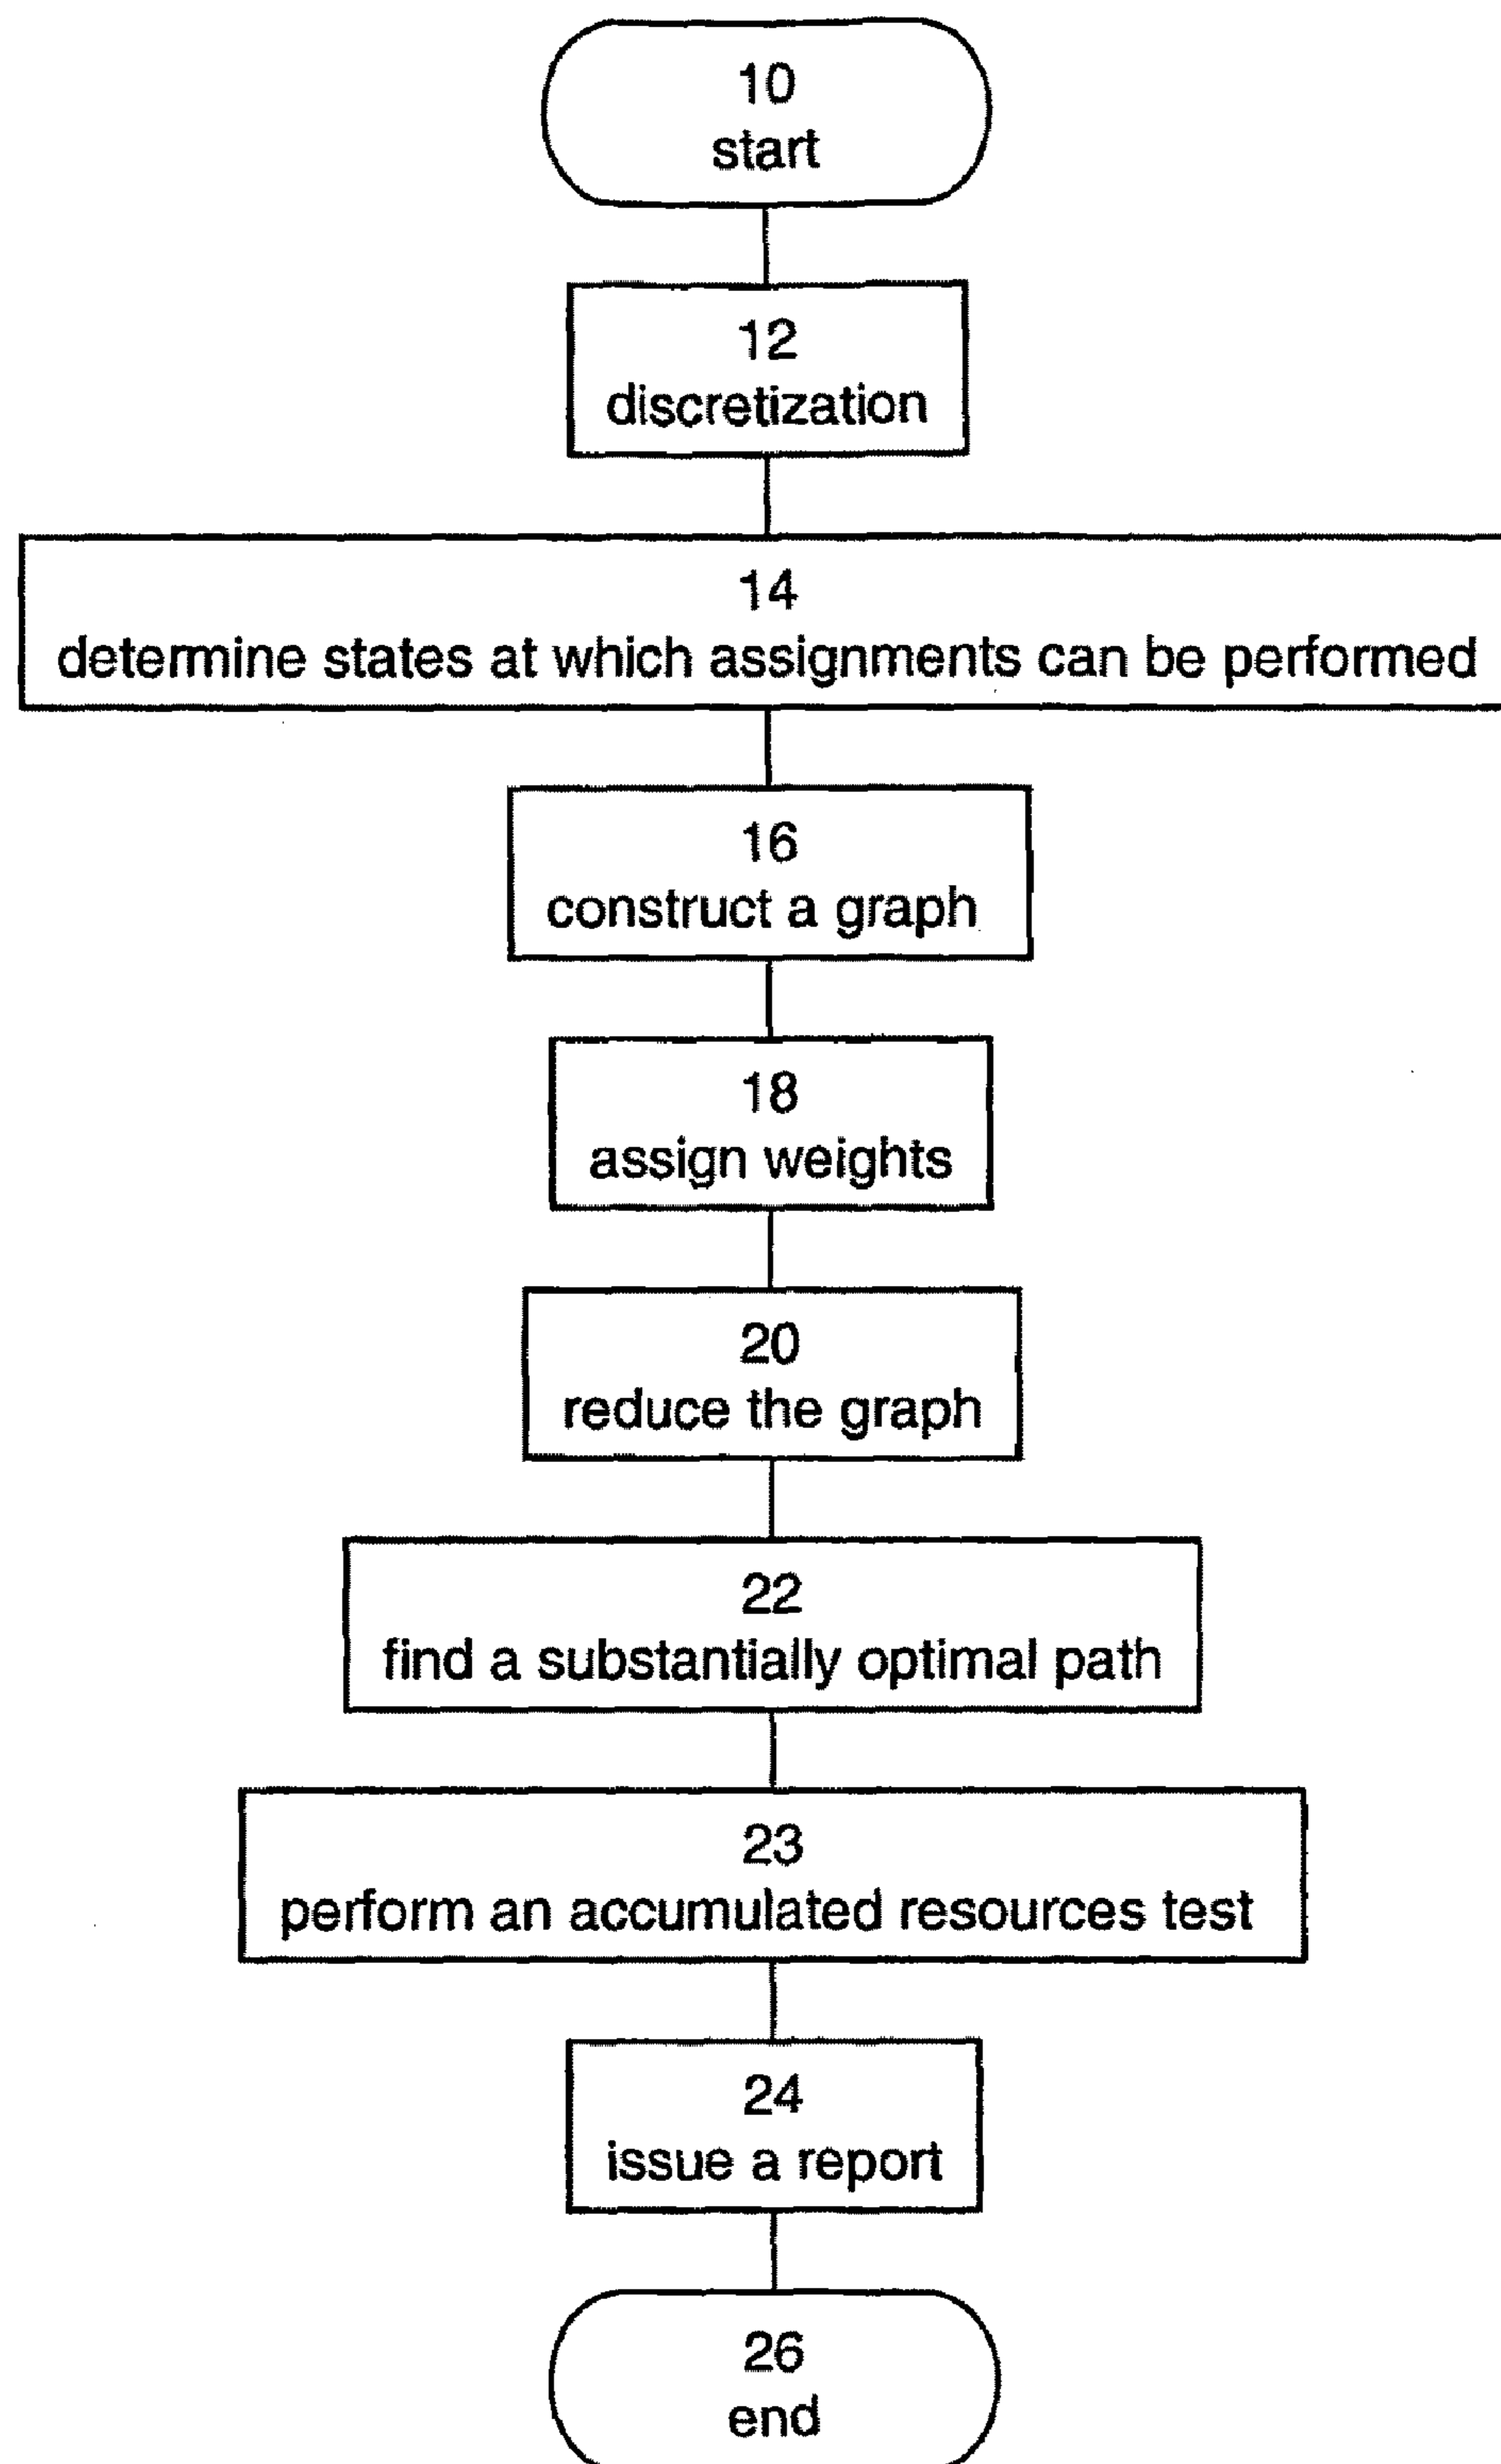 10
start
12
discretization
14
determine states at which assignments can be performed
16
construct a graph
18
assign weights
20
reduce the graph
22
find a substantially optimal path
23
perform an accumulated resources test
24
issue a report
26
end